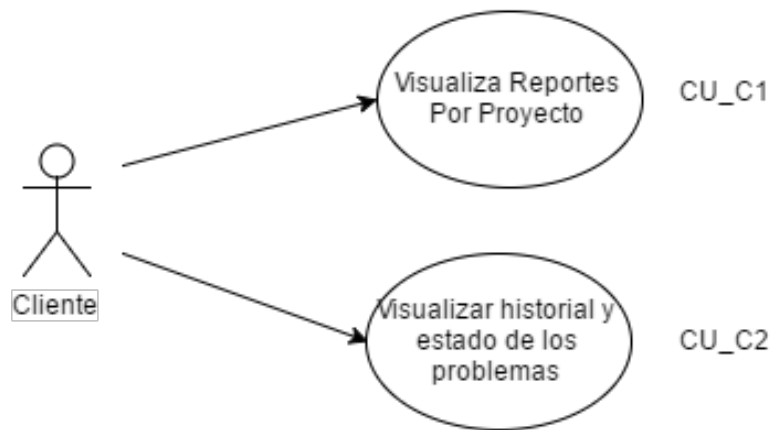 Visualiza Reportes
Por Proyecto
CU_C1
Cliente
Visualizar historial y
estado de los
problemas
CU_C2